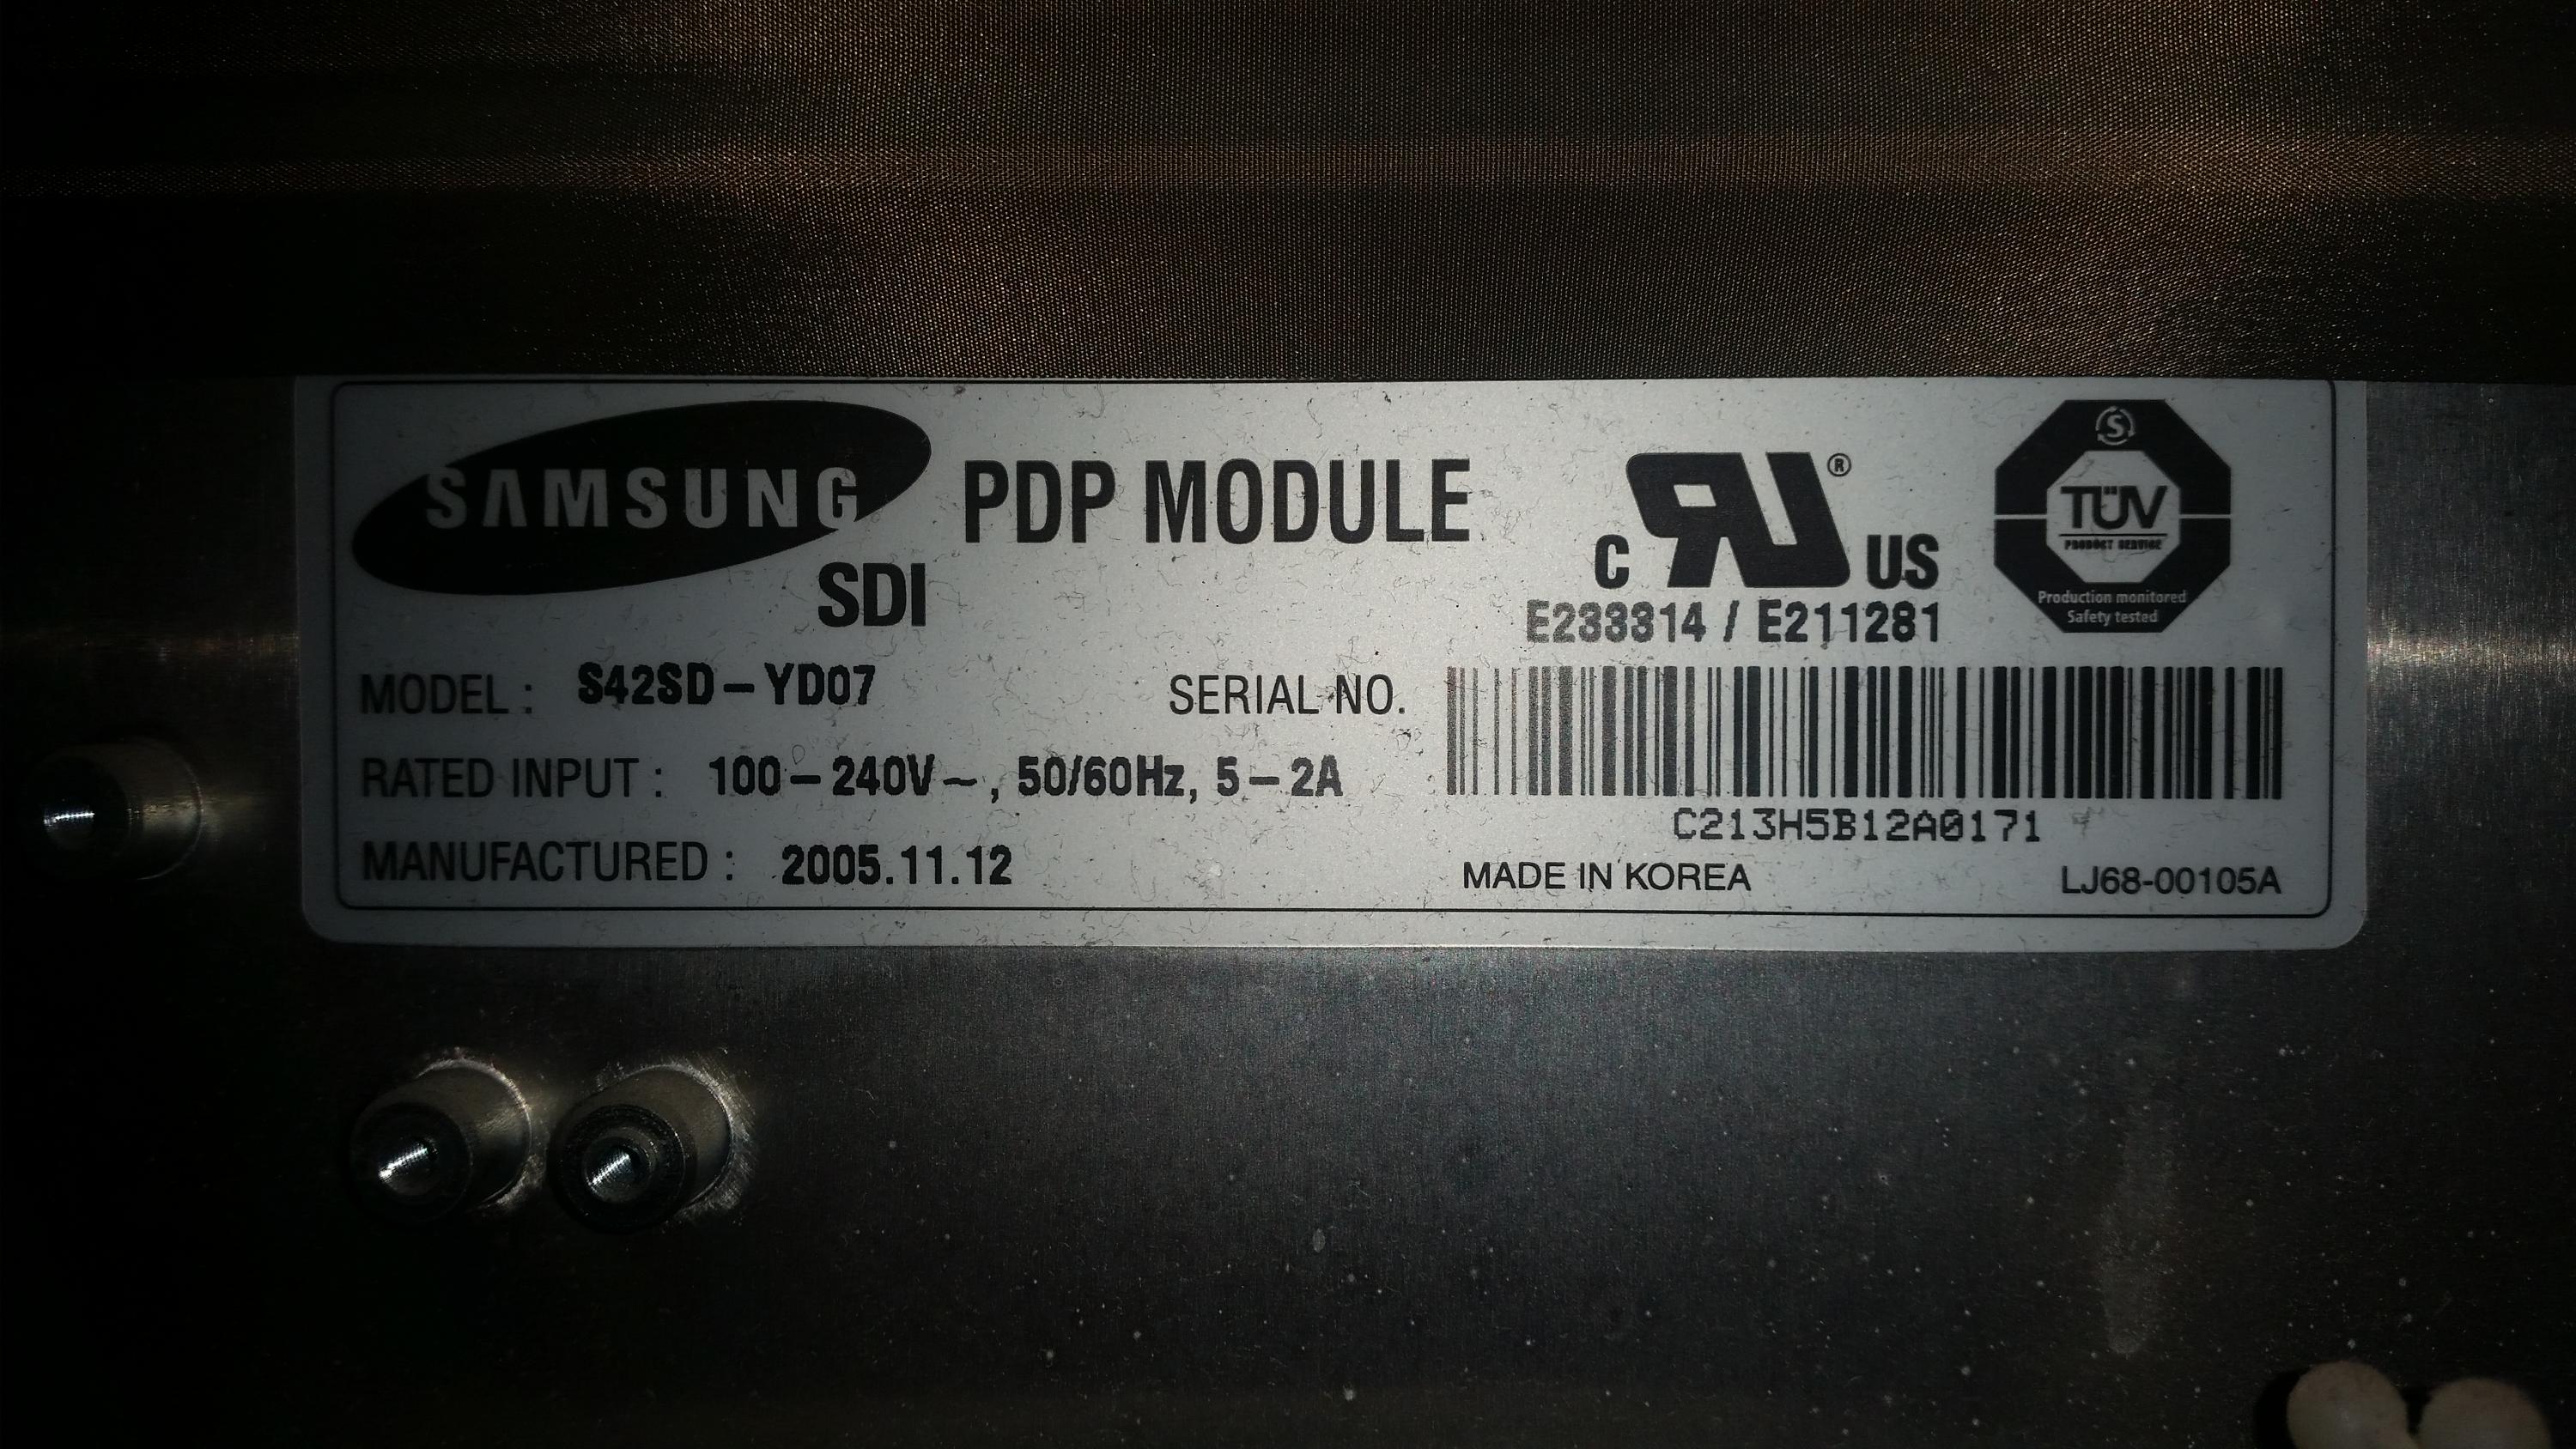 SAMSUNG
SDI
PDP MODULE
®
C US
E233314 / E211281
S
TÜV
PRODUCT SERVICE
Production monitored
Safety tested
MODEL : S42SD-YD07
SERIAL NO.
RATED INPUT : 100-240V~, 50/60Hz, 5-2A
C213H5B12A0171
MANUFACTURED : 2005.11.12
MADE IN KOREA
LJ68-00105A